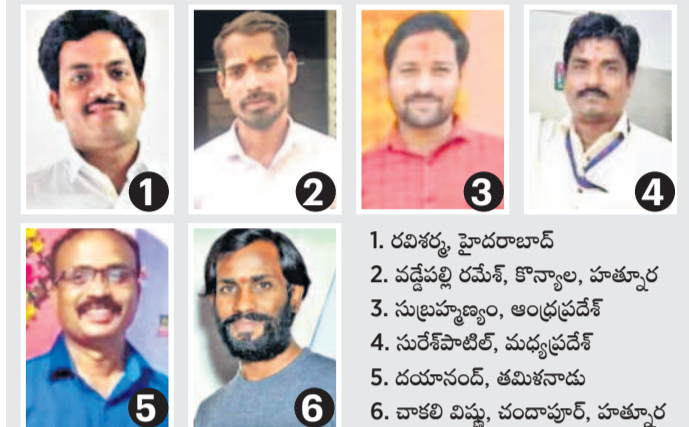 1
2
3
4
5
6
1. రవిశర్మ, హైదరాబాద్
2. వడ్డేపల్లి రమేశ్, కొన్యాల, హత్నూర
3. సుబ్రహ్మణ్యం, ఆంధ్రప్రదేశ్
4. సురేశ్‌పాటిల్, మధ్యప్రదేశ్
5. దయానంద్, తమిళనాడు
6. చాకలి విష్ణు, చందాపూర్, హత్నూర